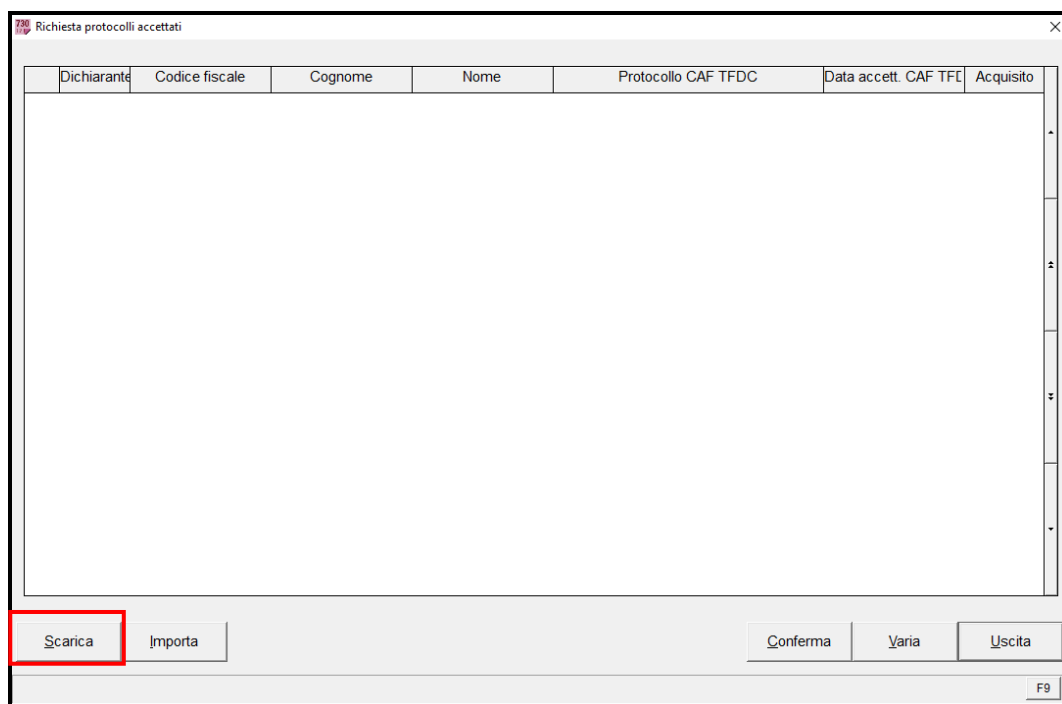 730 Richiesta protocolli accettati
Dichiarante Codice fiscale Cognome Nome Protocollo CAF TFDC Data accett. CAF TFD Acquisito
Scarica Importa Conferma Varia Uscita
F9